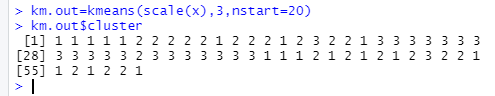 > km.out=kmeans(scale(x),3,nstart=20)
> km.out$cluster
[1] 1 1 1 1 1 2 2 2 2 2 1 2 2 2 1 2 3 2 2 1 3 3 3 3 3 3 3
[28] 3 3 3 3 3 2 3 3 3 3 3 3 3 1 1 1 2 1 2 1 2 1 2 3 2 2 1
[55] 1 2 1 2 2 1
>